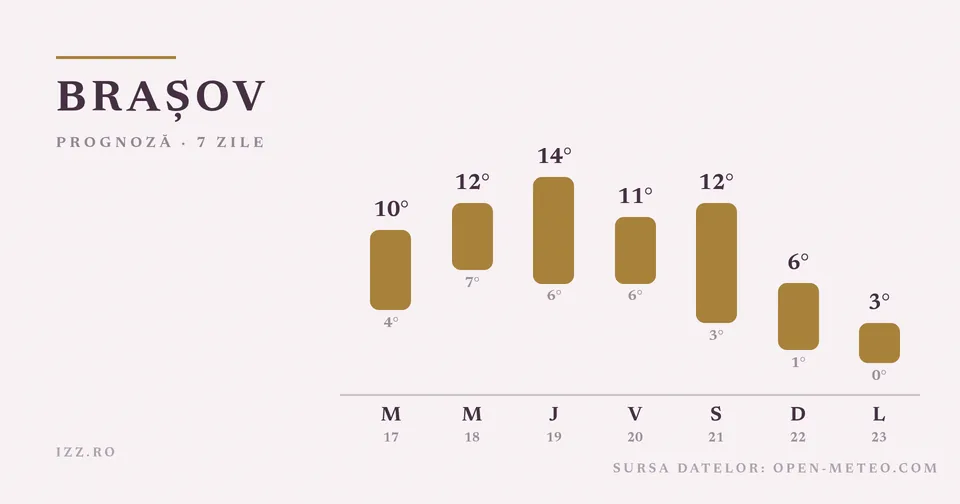 BRAȘOV
PROGNOZĂ · 7 ZILE
10° 12° 14° 11° 12° 6° 3°
4° 7° 6° 6° 3° 1° 0°
M M J V S D L
17 18 19 20 21 22 23
IZZ.RO
SURSA DATELOR: OPEN-METEO.COM